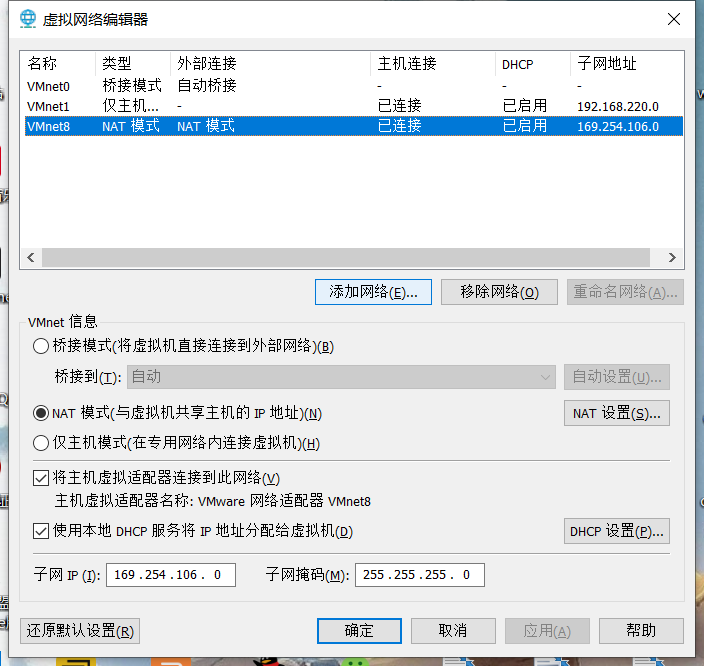 虚拟网络编辑器
名称 类型 外部连接 主机连接 DHCP 子网地址
VMnet0 桥接模式 自动桥接 - - -
VMnet1 仅主机... - 已连接 已启用 192.168.220.0
VMnet8 NAT 模式 NAT 模式 已连接 已启用 169.254.106.0
添加网络(E)... 移除网络(O) 重命名网络(A)...
VMnet 信息
桥接模式(将虚拟机直接连接到外部网络)(B)
桥接到(T): 自动 自动设置(U)...
NAT 模式(与虚拟机共享主机的 IP 地址)(N) NAT 设置(S)...
仅主机模式(在专用网络内连接虚拟机)(H)
将主机虚拟适配器连接到此网络(V)
主机虚拟适配器名称: VMware 网络适配器 VMnet8
使用本地 DHCP 服务将 IP 地址分配给虚拟机(D) DHCP 设置(P)...
子网 IP (I): 169 . 254 . 106 . 0 子网掩码(M): 255 . 255 . 255 . 0
还原默认设置(R) 确定 取消 应用(A) 帮助